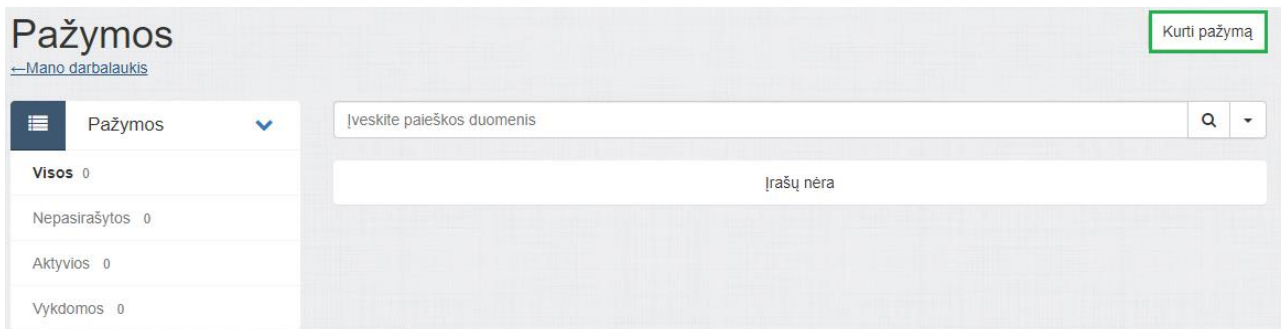 Pažymos
Kurti pažymą
←Mano darbalaukis
Pažymos
Įveskite paieškos duomenis
Visos 0
Įrašų nėra
Nepasirašytos 0
Aktyvios 0
Vykdomos 0